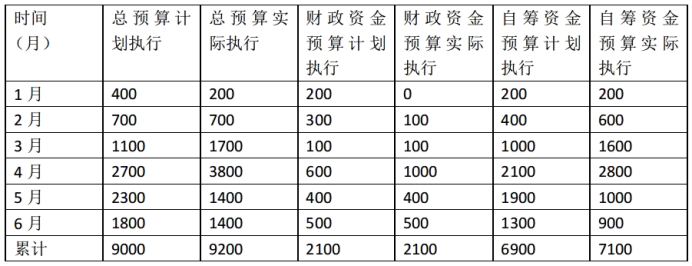 时间（月） 总预算计划执行 总预算实际执行 财政资金预算计划执行 财政资金预算实际执行 自筹资金预算计划执行 自筹资金预算实际执行
1月 400 200 200 0 200 200
2月 700 700 300 100 400 600
3月 1100 1700 100 100 1000 1600
4月 2700 3800 600 1000 2100 2800
5月 2300 1400 400 400 1900 1000
6月 1800 1400 500 500 1300 900
累计 9000 9200 2100 2100 6900 7100